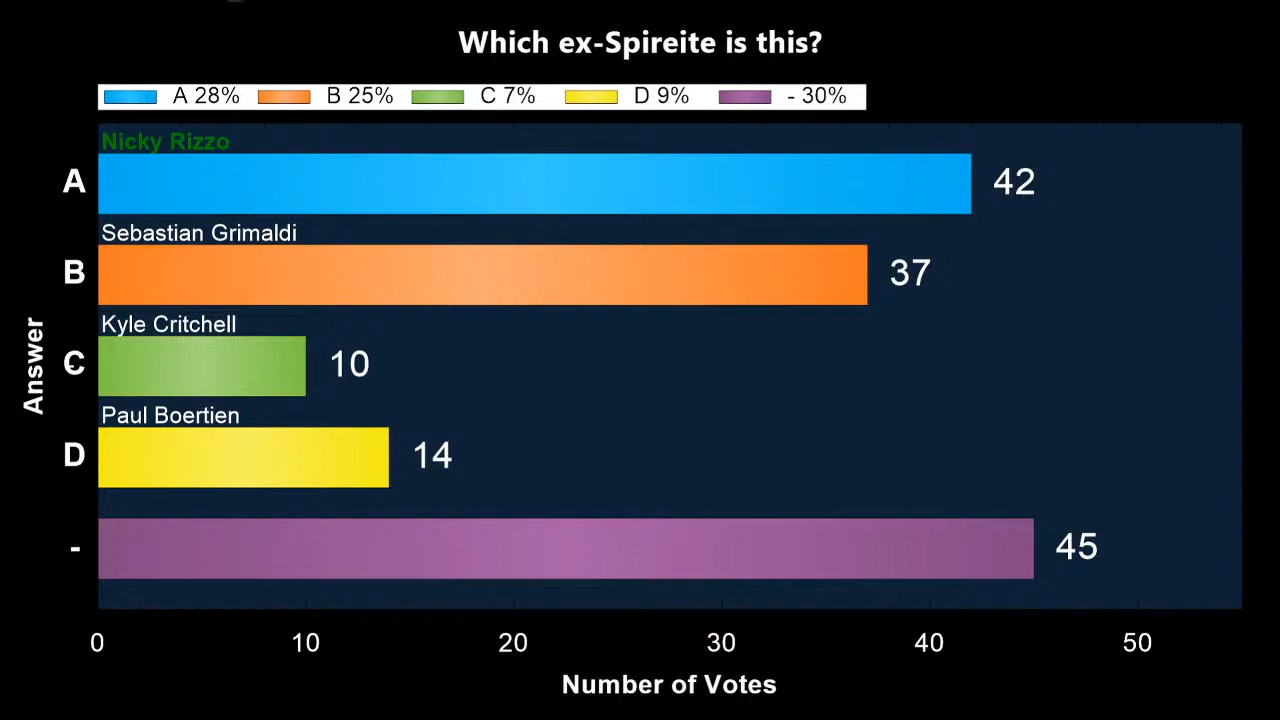 Which ex-Spireite is this?
A 28% B 25% C 7% D 9% - 30%
Nicky Rizzo
A 42
Sebastian Grimaldi
B 37
Kyle Critchell
C 10
Paul Boertien
D 14
- 45
Answer
0 10 20 30 40 50
Number of Votes